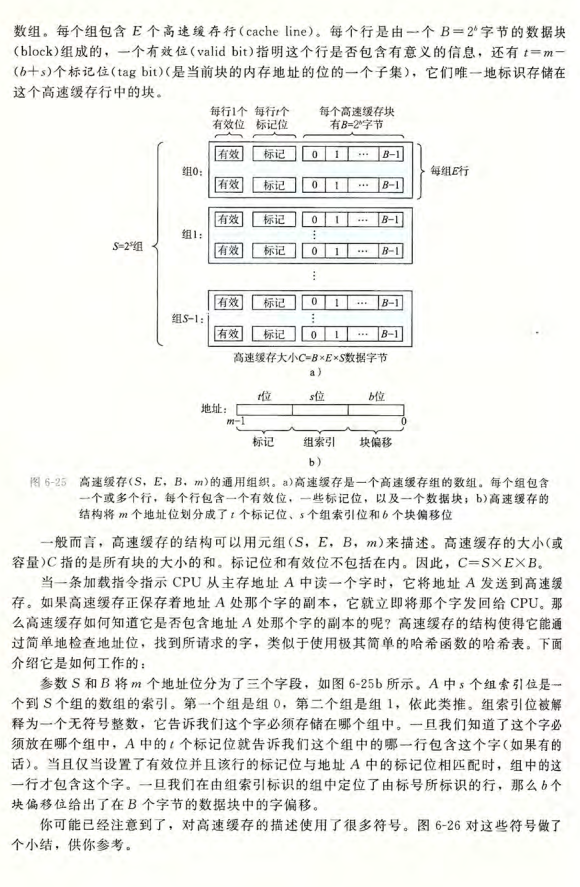 数组。每个组包含 E 个高速缓存行(cache line)。每个行是由一个 B=2ᵇ字节的数据块
(block)组成的，一个有效位(valid bit)指明这个行是否包含有意义的信息，还有 t=m-
(b+s)个标记位(tag bit)(是当前块的内存地址的位的一个子集)，它们唯一地标识存储在
这个高速缓存行中的块。
每行1个 每行t个 每个高速缓存块
有效位 标记位 有B=2ᵇ字节
有效 标记 0 1 … B-1
组0:
每组E行
有效 标记 0 1 … B-1
有效 标记 0 1 … B-1
组1:
⋮
有效 标记 0 1 … B-1
S=2ˢ组
⋮
有效 标记 0 1 … B-1
组S-1:
⋮
有效 标记 0 1 … B-1
高速缓存大小C=B×E×S数据字节
a)
t位 s位 b位
地址:
m-1 0
标记 组索引 块偏移
b)
图 6-25 高速缓存(S，E，B，m)的通用组织。a)高速缓存是一个高速缓存组的数组。每个组包含
一个或多个行，每个行包含一个有效位，一些标记位，以及一个数据块；b)高速缓存的
结构将 m 个地址位划分成了 t 个标记位、s 个组索引位和 b 个块偏移位
一般而言，高速缓存的结构可以用元组(S，E，B，m)来描述。高速缓存的大小(或
容量)C 指的是所有块的大小的和。标记位和有效位不包括在内。因此，C=S×E×B。
当一条加载指令指示 CPU 从主存地址 A 中读一个字时，它将地址 A 发送到高速缓
存。如果高速缓存正保存着地址 A 处那个字的副本，它就立即将那个字发回给 CPU。那
么高速缓存如何知道它是否包含地址 A 处那个字的副本的呢？高速缓存的结构使得它能通
过简单地检查地址位，找到所请求的字，类似于使用极其简单的哈希函数的哈希表。下面
介绍它是如何工作的：
参数 S 和 B 将 m 个地址位分为了三个字段，如图 6-25b 所示。A 中 s 个组索引位是一
个到 S 个组的数组的索引。第一个组是组 0，第二个组是组 1，依此类推。组索引位被解
释为一个无符号整数，它告诉我们这个字必须存储在哪个组中。一旦我们知道了这个字必
须放在哪个组中，A 中的 t 个标记位就告诉我们这个组中的哪一行包含这个字(如果有的
话)。当且仅当设置了有效位并且该行的标记位与地址 A 中的标记位相匹配时，组中的这
一行才包含这个字。一旦我们在由组索引标识的组中定位了由标号所标识的行，那么 b 个
块偏移位给出了在 B 个字节的数据块中的字偏移。
你可能已经注意到了，对高速缓存的描述使用了很多符号。图 6-26 对这些符号做了
个小结，供你参考。